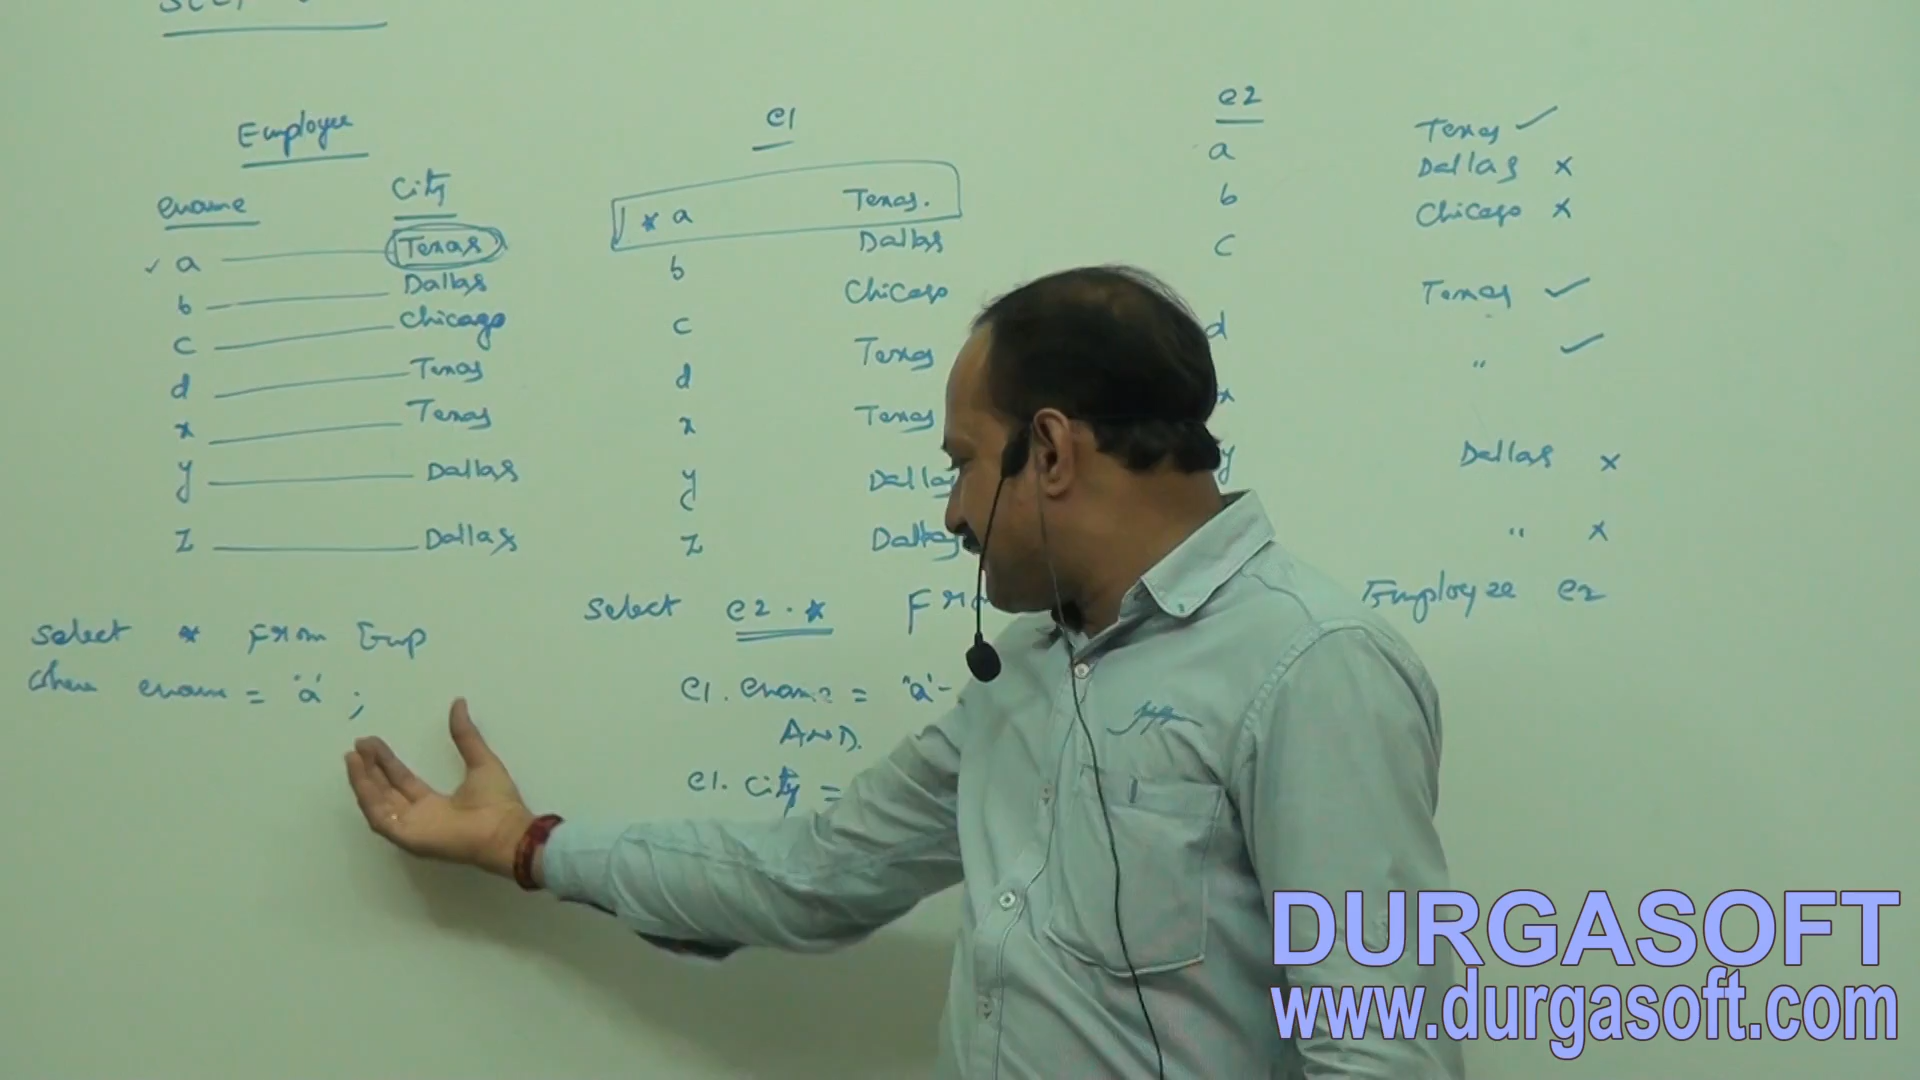 Employee
ename City
a Texas
b Dallas
c Chicago
d Texas
x Texas
y Dallas
z Dallas
Select * From Emp
where ename = 'a' ;
e1
* a Texas.
b Dallas
c Chicago
d Texas
x Texas
y Dallas
z Dallas
Select e2.*
e1. ename = 'a'
AND.
e1. City =
e2
a Texas ✓
b Dallas ×
c Chicago ×
d Texas ✓
x " ✓
y Dallas ×
" ×
Employee e2
DURGASOFT
www.durgasoft.com